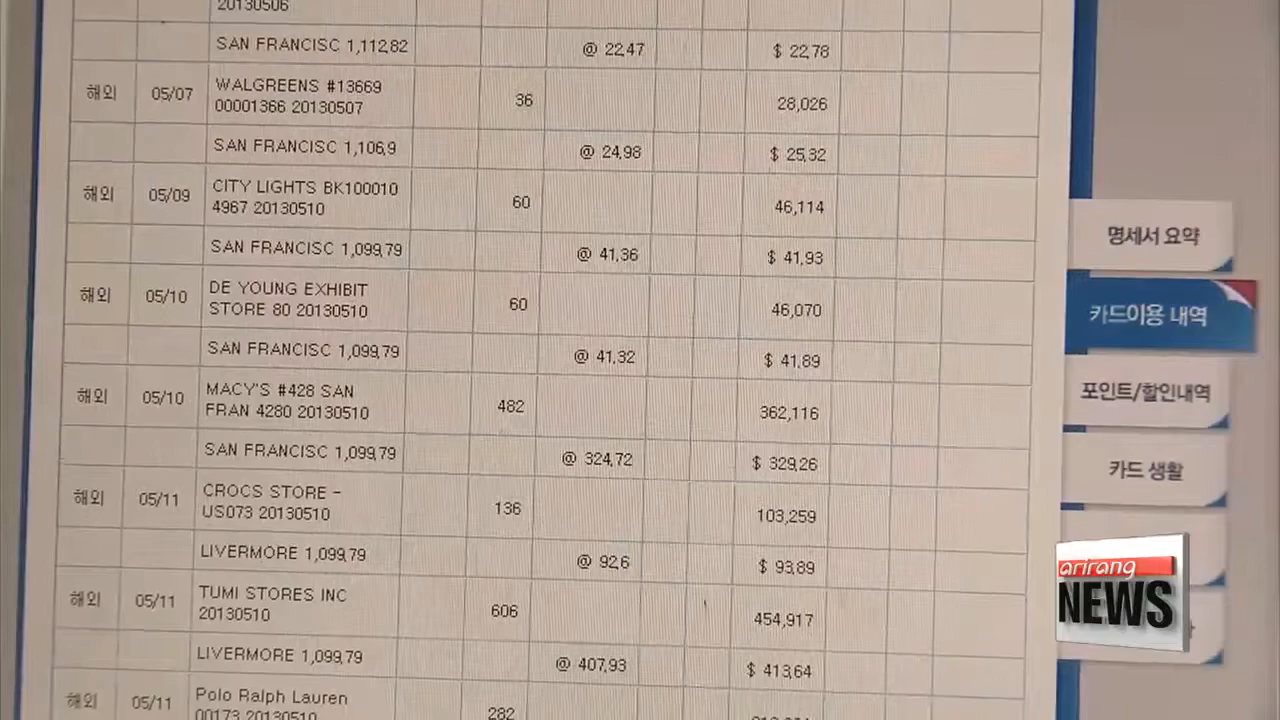 20130506
SAN FRANCISC 1,112,82 @ 22,47 $ 22,78
해외 05/07 WALGREENS #13669 36 28,026
00001366 20130507
SAN FRANCISC 1,106,9 @ 24,98 $ 25,32
해외 05/09 CITY LIGHTS BK100010 60 46,114
4967 20130510
SAN FRANCISC 1,099,79 @ 41,36 $ 41,93
해외 05/10 DE YOUNG EXHIBIT 60 46,070
STORE 80 20130510
SAN FRANCISC 1,099,79 @ 41,32 $ 41,89
해외 05/10 MACY'S #428 SAN 482 362,116
FRAN 4280 20130510
SAN FRANCISC 1,099,79 @ 324,72 $ 329,26
해외 05/11 CROCS STORE - 136 103,259
US073 20130510
LIVERMORE 1,099,79 @ 92,6 $ 93,89
해외 05/11 TUMI STORES INC 606 454,917
20130510
LIVERMORE 1,099,79 @ 407,93 $ 413,64
해외 05/11 Polo Ralph Lauren 282
00173 20130510
명세서 요약
카드이용 내역
포인트/할인내역
카드 생활
arirang
NEWS